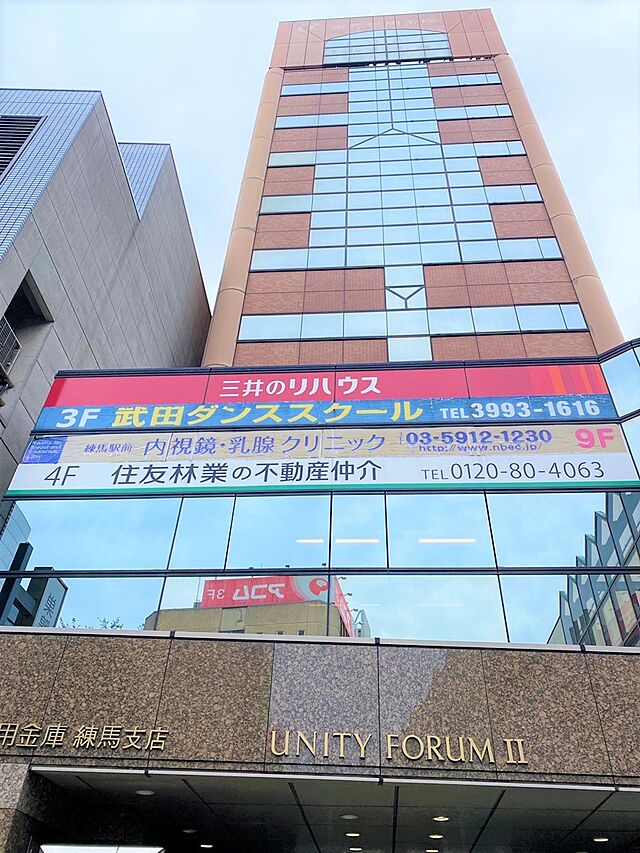 三井のリハウス
3F 武田ダンススクール TEL3993-1616
練馬駅前 内視鏡・乳腺クリニック 03-5912-1230 9F
http://www.nbec.jp/
4F 住友林業の不動産仲介 TEL0120-80-4063
アコム 3F
用金庫 練馬支店
UNITY FORUM II